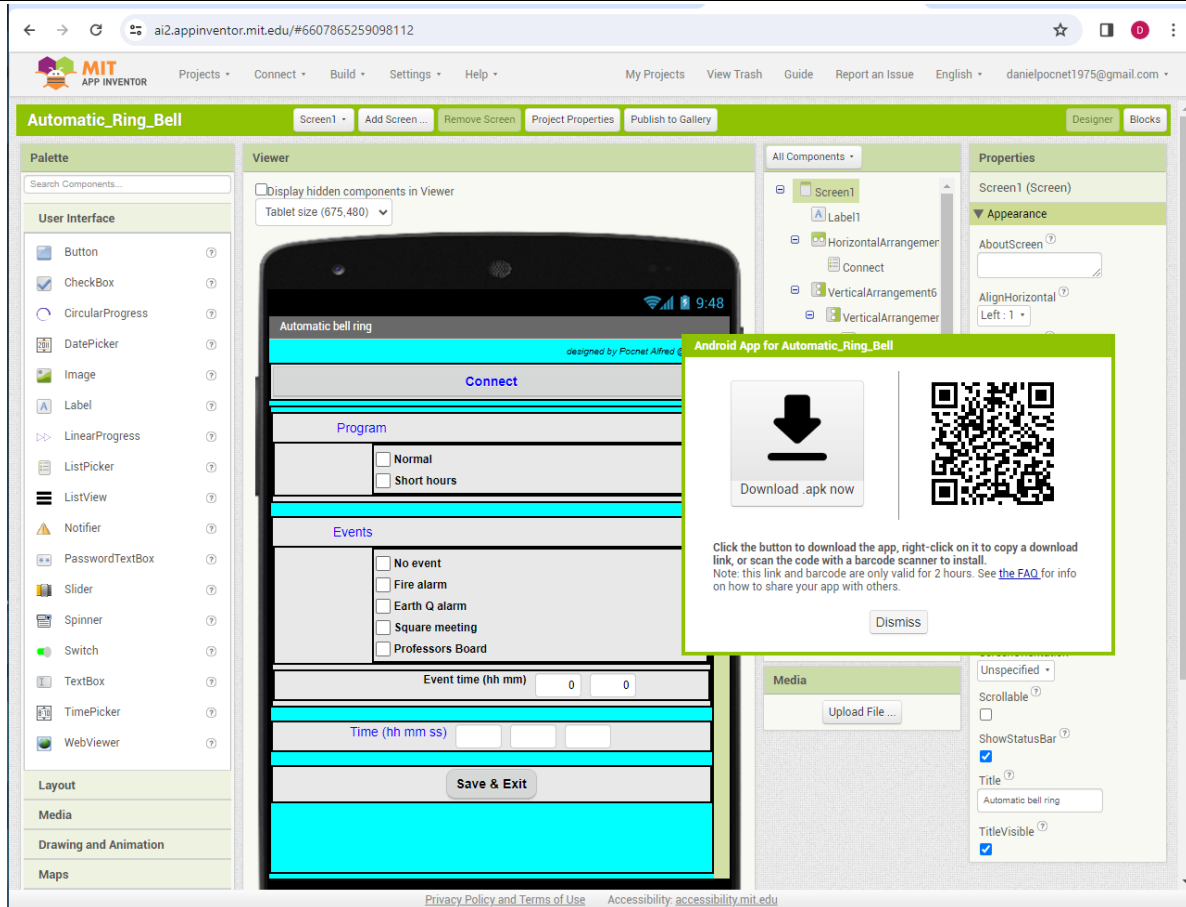 ai2.appinventor.mit.edu/#6607865259098112
D
MIT
APP INVENTOR
Projects
Connect
Build
Settings
Help
My Projects
View Trash
Guide
Report an Issue
English
danielpocnet1975@gmail.com
Automatic_Ring_Bell
Screen1
Add Screen ...
Remove Screen
Project Properties
Publish to Gallery
Designer
Blocks
Palette
Search Components...
User Interface
Button
CheckBox
CircularProgress
DatePicker
Image
Label
LinearProgress
ListPicker
ListView
Notifier
PasswordTextBox
Slider
Spinner
Switch
TextBox
TimePicker
WebViewer
Layout
Media
Drawing and Animation
Maps
Viewer
Display hidden components in Viewer
Tablet size (675,480)
9:48
Automatic bell ring
designed by Pocnet Alfred @
Connect
Program
Normal
Short hours
Events
No event
Fire alarm
Earth Q alarm
Square meeting
Professors Board
Event time (hh mm) 0 0
Time (hh mm ss)
Save & Exit
All Components
Screen1
Label1
HorizontalArrangemen
Connect
VerticalArrangement6
VerticalArrangemer
Media
Upload File ...
Properties
Screen1 (Screen)
Appearance
AboutScreen
AlignHorizontal
Left : 1
Android App for Automatic_Ring_Bell
Download .apk now
Click the button to download the app, right-click on it to copy a download
link, or scan the code with a barcode scanner to install.
Note: this link and barcode are only valid for 2 hours. See the FAQ for info
on how to share your app with others.
Dismiss
Unspecified
Scrollable
ShowStatusBar
Title
Automatic bell ring
TitleVisible
Privacy Policy and Terms of Use
Accessibility: accessibility.mit.edu